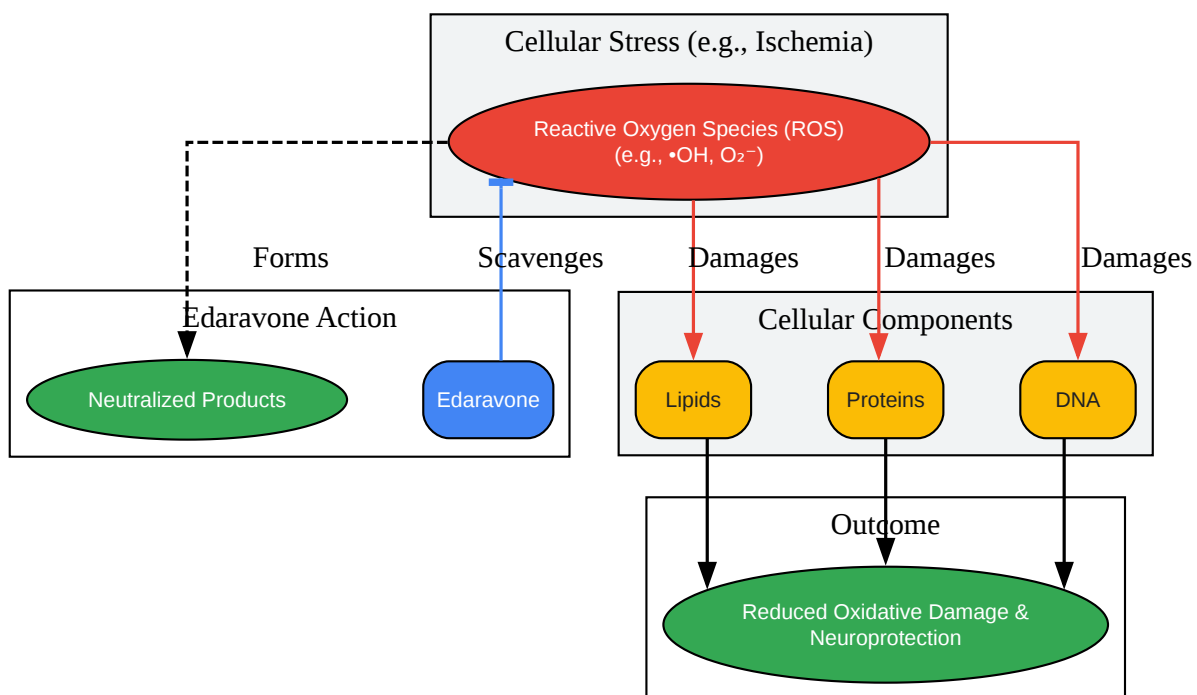 Cellular Stress (e.g., Ischemia)
Reactive Oxygen Species (ROS)
(e.g., •OH, O₂⁻)
Forms
Scavenges
Damages
Damages
Damages
Edaravone Action
Cellular Components
Neutralized Products
Edaravone
Lipids
Proteins
DNA
Outcome
Reduced Oxidative Damage &
Neuroprotection